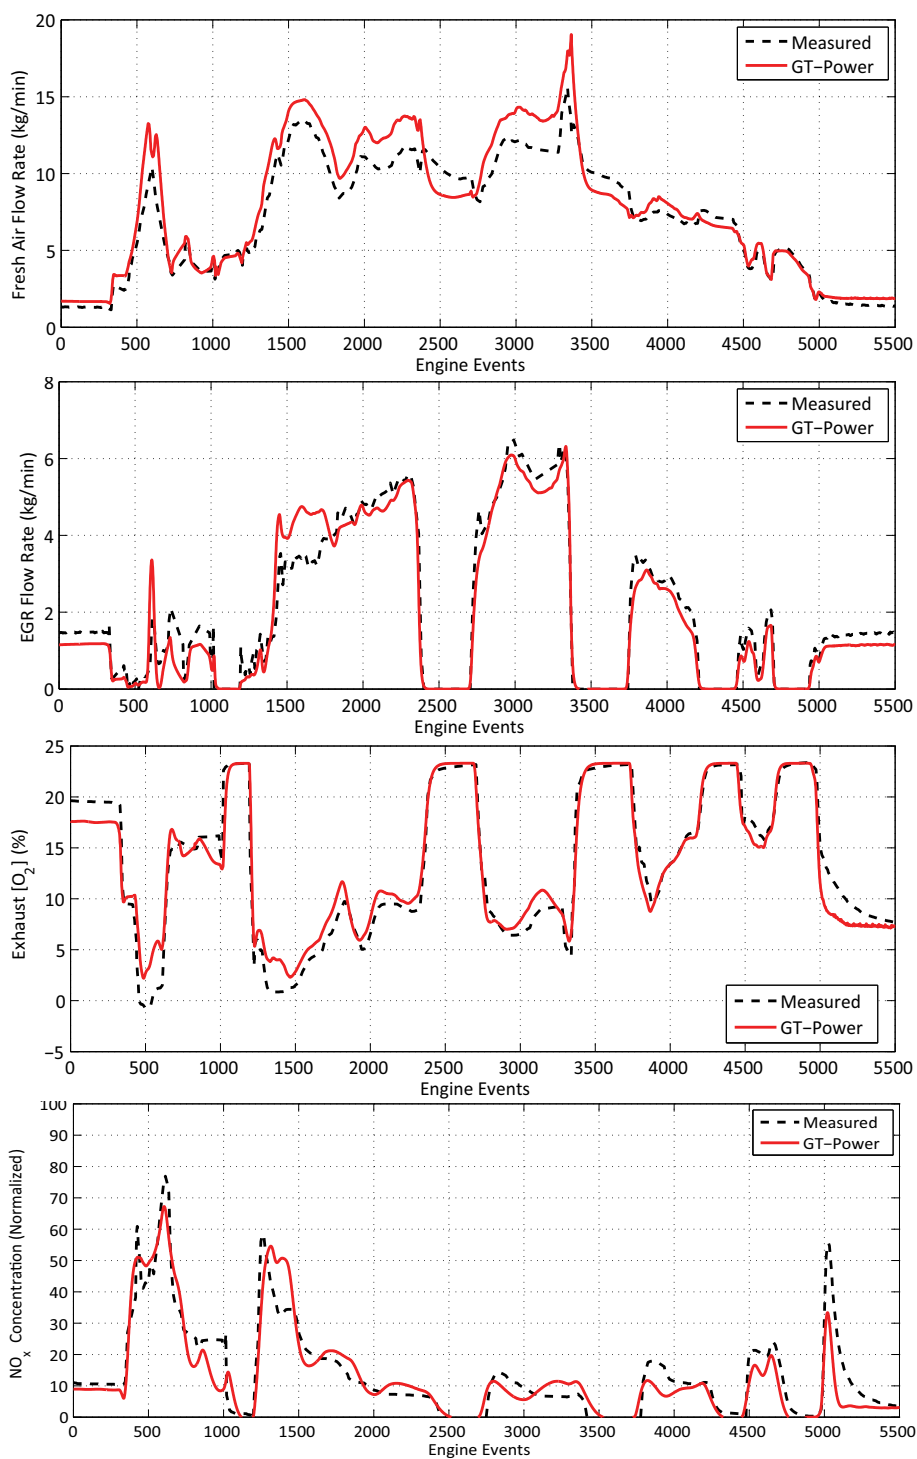 20
15
10
5
0
Fresh Air Flow Rate (kg/min)
Measured
GT−Power
0 500 1000 1500 2000 2500 3000 3500 4000 4500 5000 5500
Engine Events
8
6
4
2
0
EGR Flow Rate (kg/min)
Measured
GT−Power
0 500 1000 1500 2000 2500 3000 3500 4000 4500 5000 5500
Engine Events
25
20
15
10
5
0
−5
Exhaust [O2] (%)
Measured
GT−Power
0 500 1000 1500 2000 2500 3000 3500 4000 4500 5000 5500
Engine Events
100
90
80
70
60
50
40
30
20
10
0
NOx Concentration (Normalized)
Measured
GT−Power
0 500 1000 1500 2000 2500 3000 3500 4000 4500 5000 5500
Engine Events